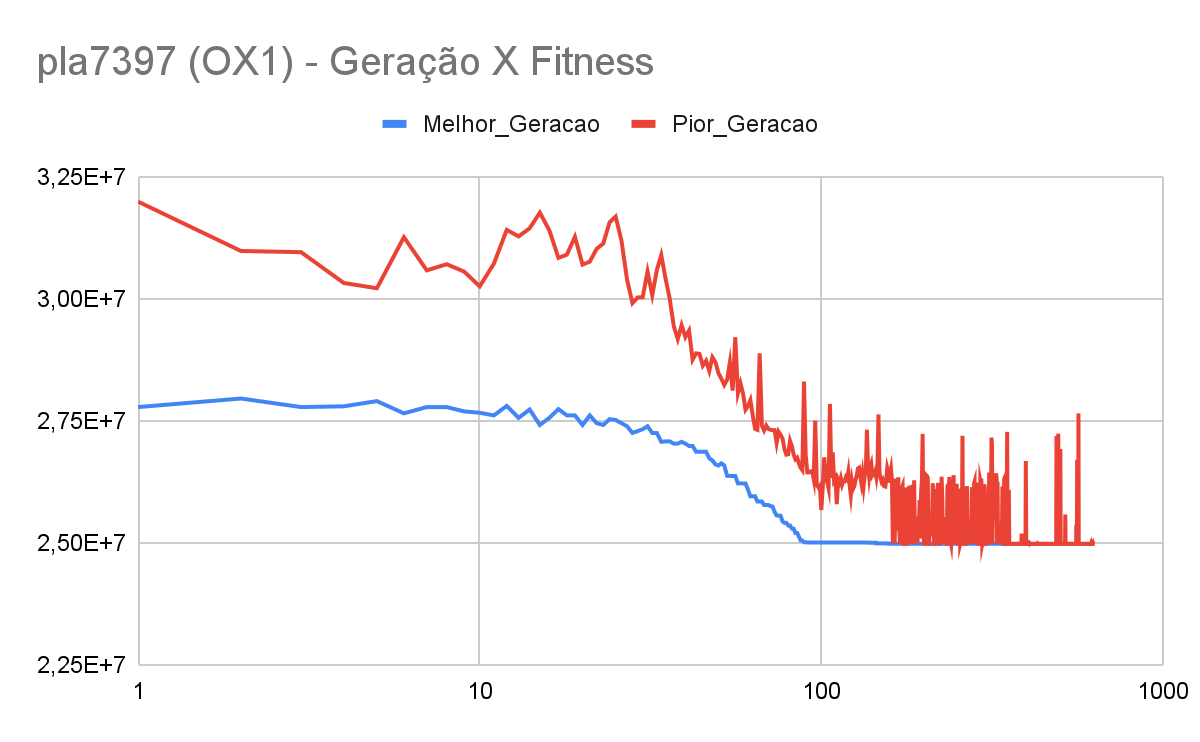 pla7397 (OX1) - Geração X Fitness
Melhor_Geracao Pior_Geracao
3,25E+7
3,00E+7
2,75E+7
2,50E+7
2,25E+7
1 10 100 1000